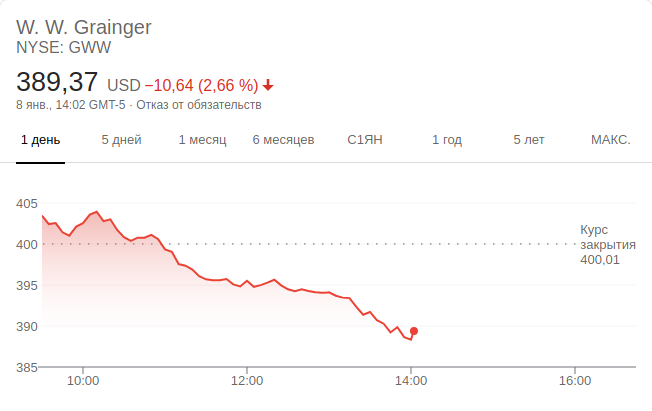 W. W. Grainger
NYSE: GWW
389,37 USD −10,64 (2,66 %)
8 янв., 14:02 GMT-5 · Отказ от обязательств
1 день 5 дней 1 месяц 6 месяцев С1ЯН 1 год 5 лет МАКС.
405
400
395
390
385
Курс
закрытия
400,01
10:00 12:00 14:00 16:00